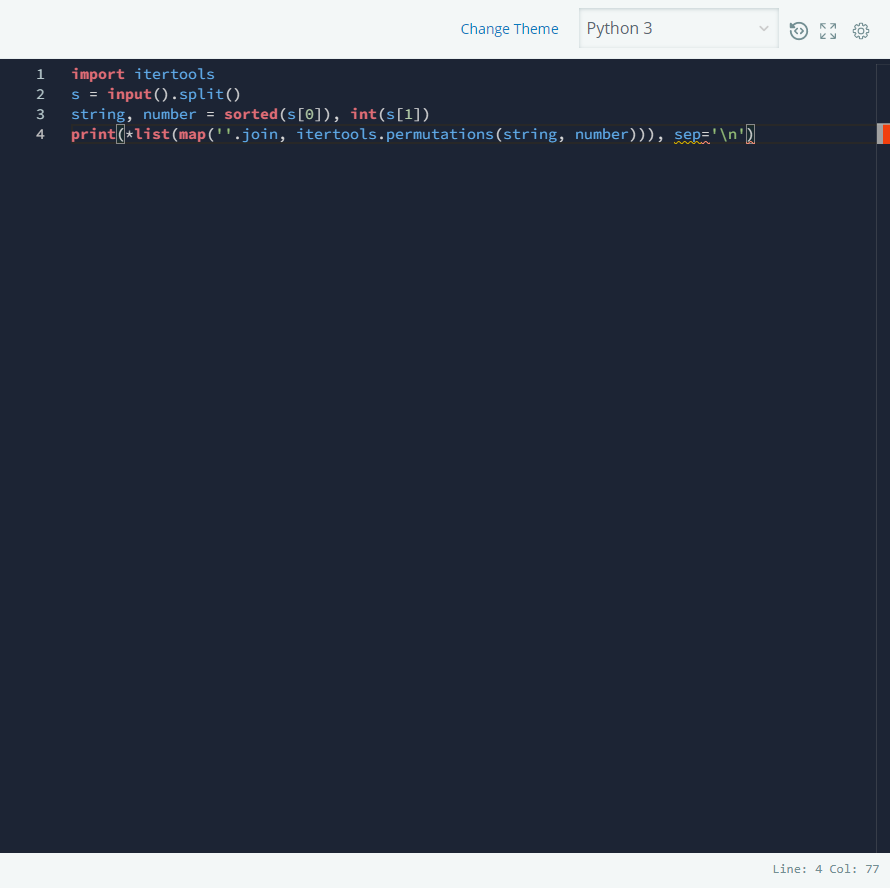 Change Theme Python 3
1 import itertools
2 s = input().split()
3 string, number = sorted(s[0]), int(s[1])
4 print(*list(map(''.join, itertools.permutations(string, number))), sep='\n')
Line: 4 Col: 77